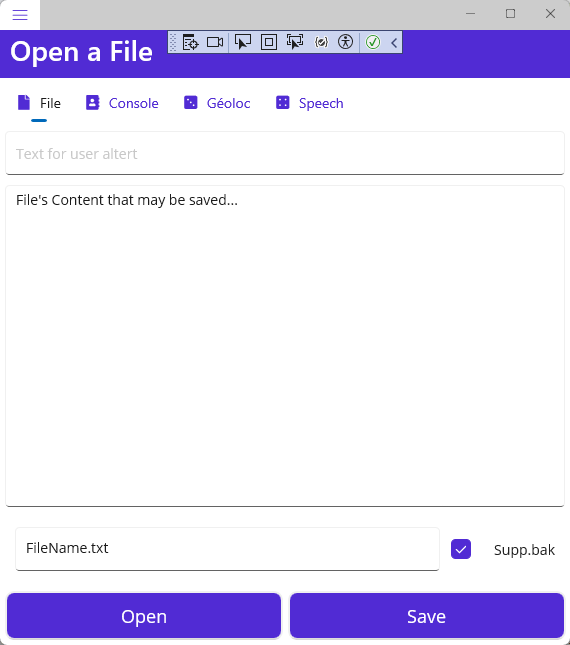 Open a File
File Console Géoloc Speech
Text for user altert
File's Content that may be saved...
FileName.txt Supp.bak
Open Save